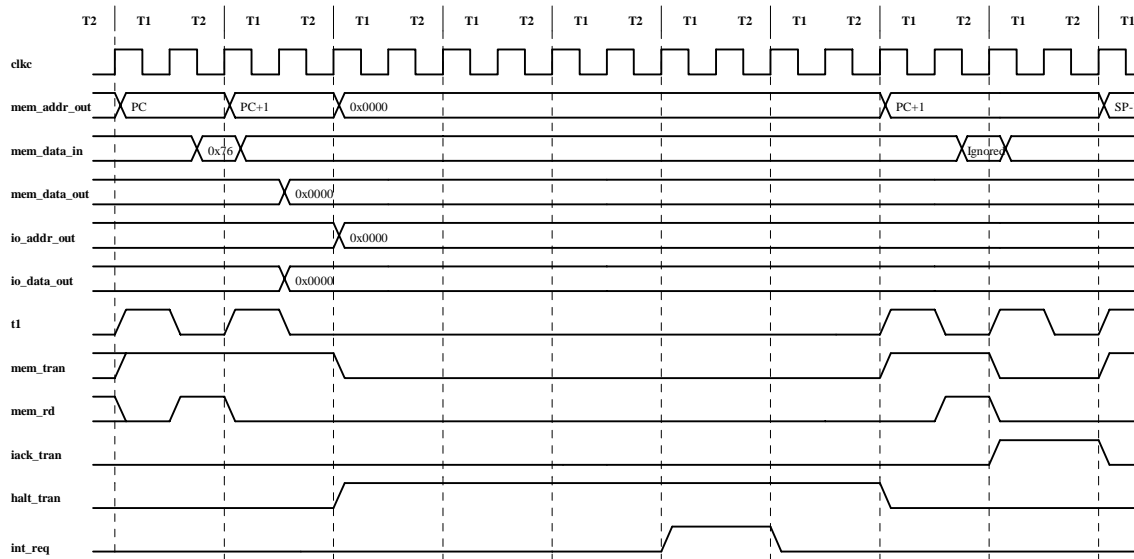 T2 T1 T2 T1 T2 T1 T2 T1 T2 T1 T2 T1 T2 T1 T2 T1 T2 T1 T2 T1
clkc
mem_addr_out PC PC+1 0x0000 PC+1 SP-
mem_data_in 0x76 Ignored
mem_data_out 0x0000
io_addr_out 0x0000
io_data_out 0x0000
t1
mem_tran
mem_rd
iack_tran
halt_tran
int_req